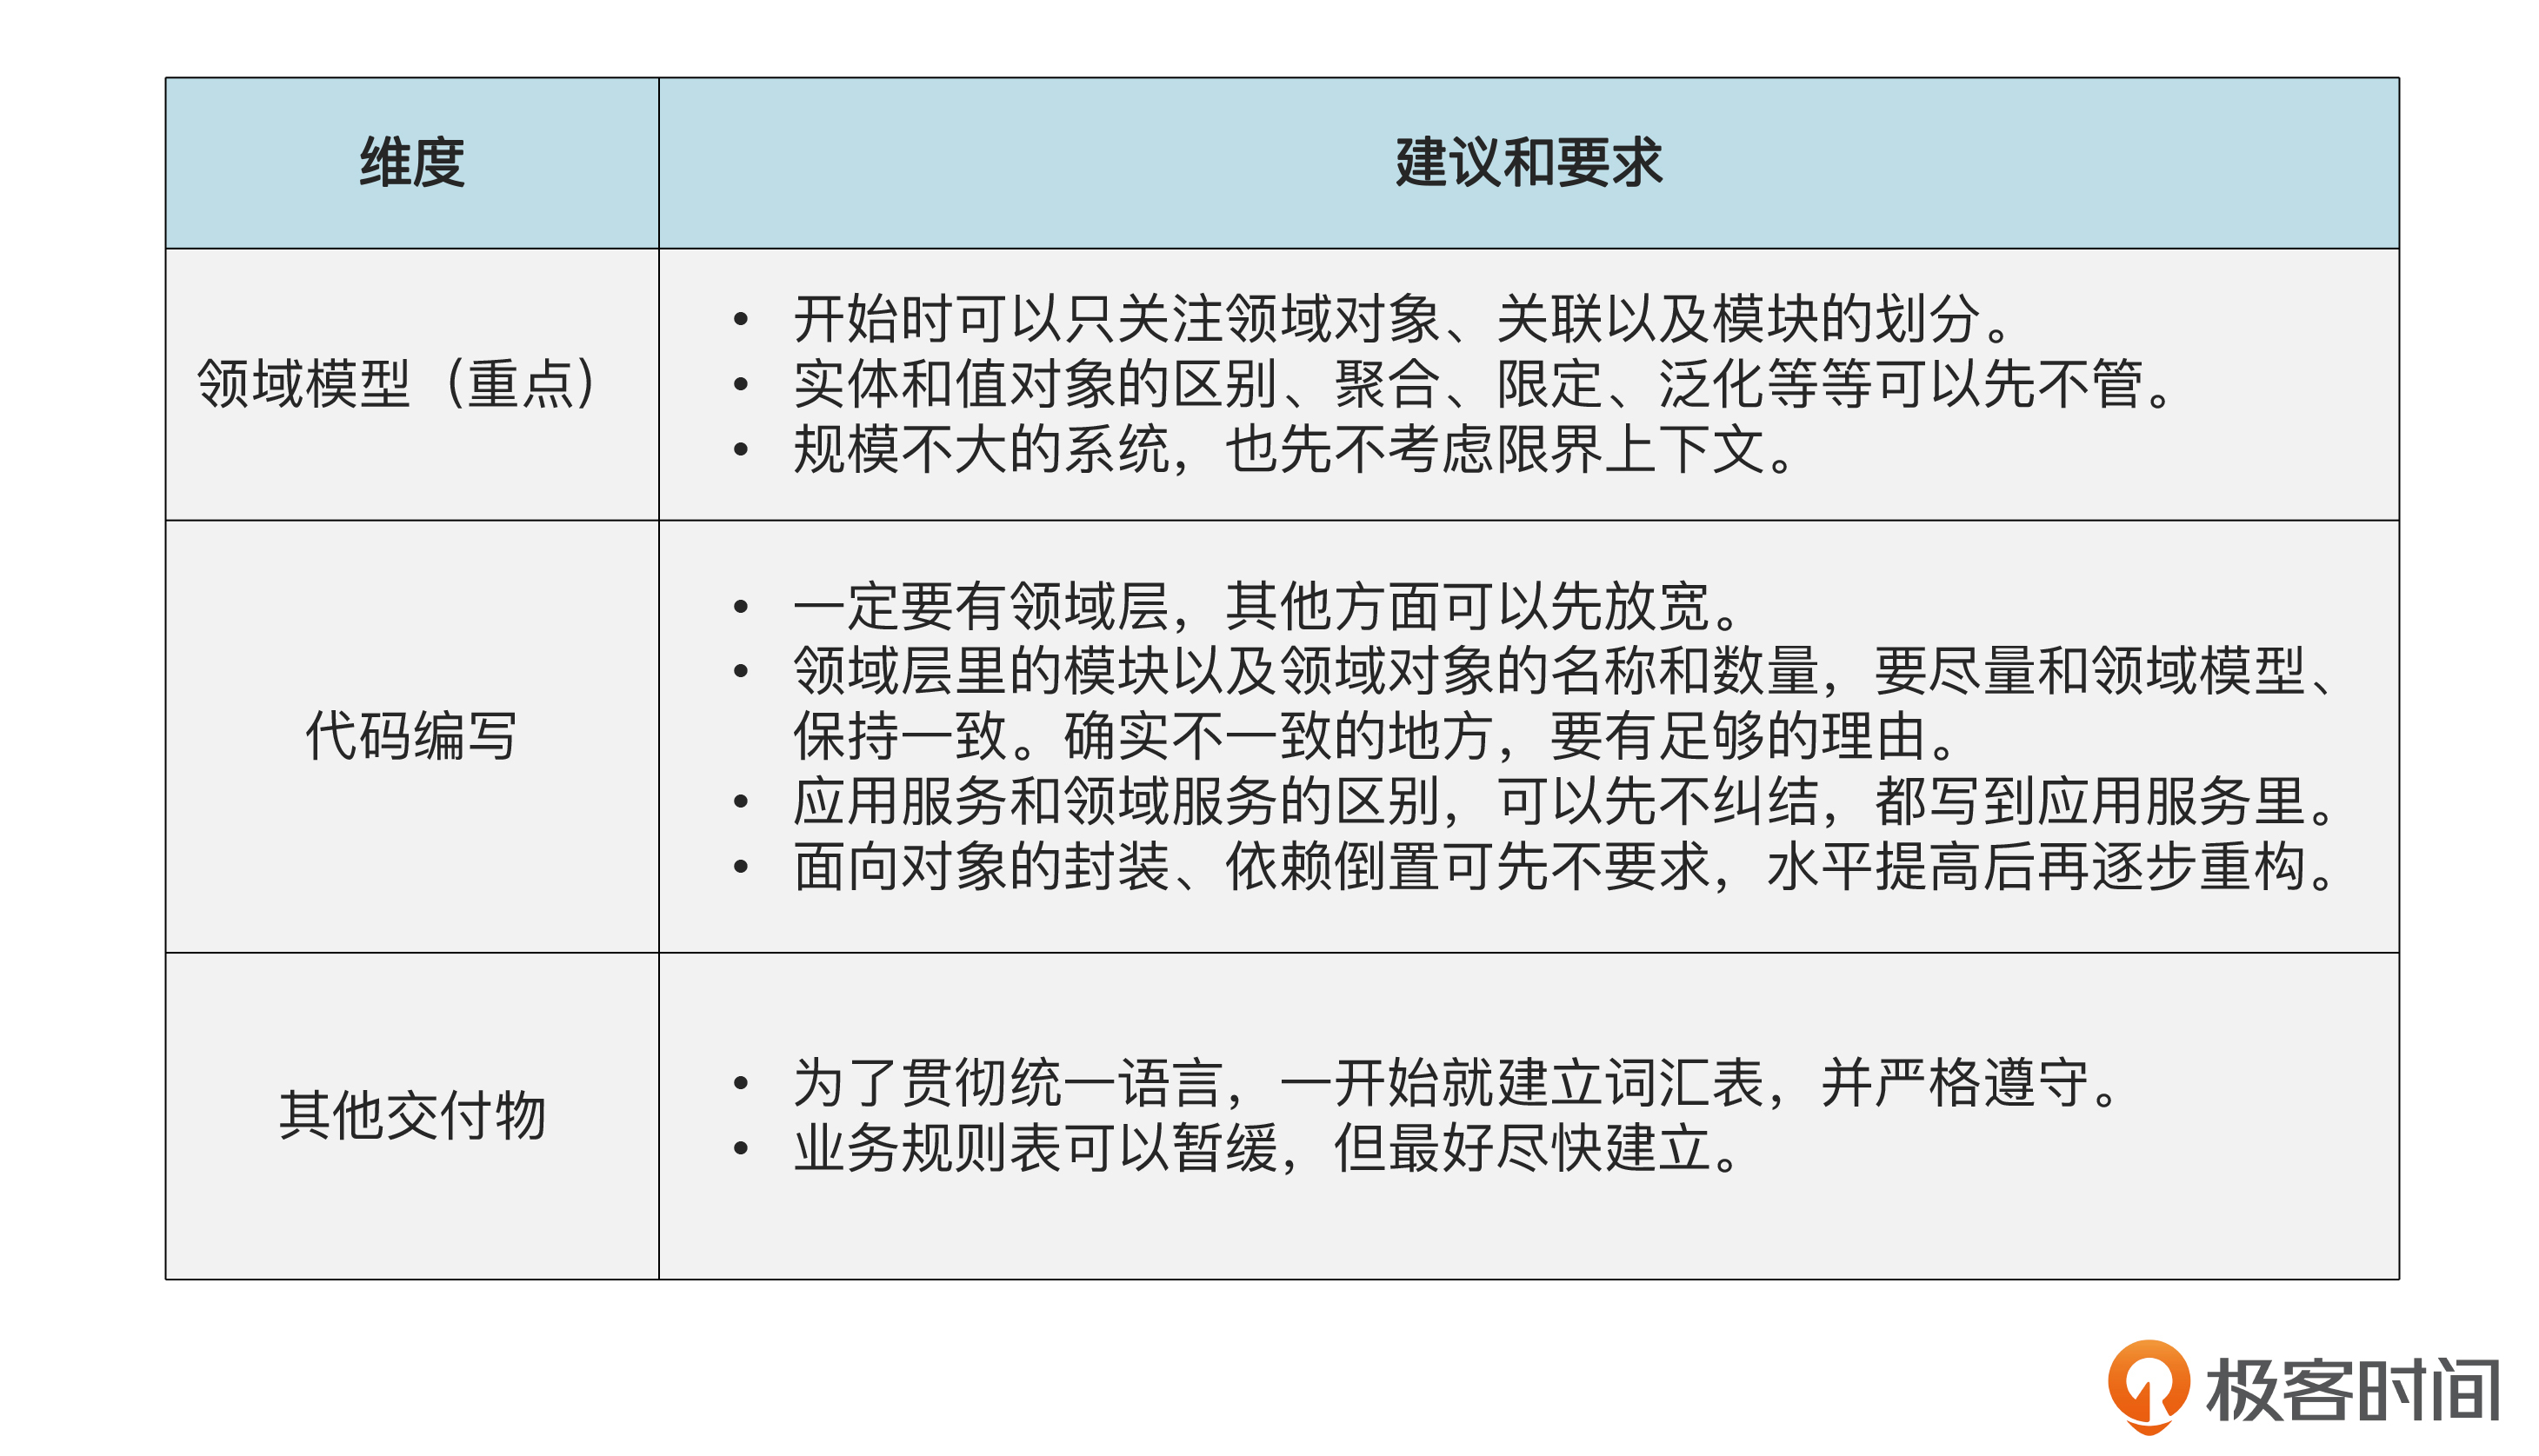 维度
建议和要求
领域模型（重点）
• 开始时可以只关注领域对象、关联以及模块的划分。
• 实体和值对象的区别、聚合、限定、泛化等等可以先不管。
• 规模不大的系统，也先不考虑限界上下文。
代码编写
• 一定要有领域层，其他方面可以先放宽。
• 领域层里的模块以及领域对象的名称和数量，要尽量和领域模型、
保持一致。确实不一致的地方，要有足够的理由。
• 应用服务和领域服务的区别，可以先不纠结，都写到应用服务里。
• 面向对象的封装、依赖倒置可先不要求，水平提高后再逐步重构。
其他交付物
• 为了贯彻统一语言，一开始就建立词汇表，并严格遵守。
• 业务规则表可以暂缓，但最好尽快建立。
极客时间